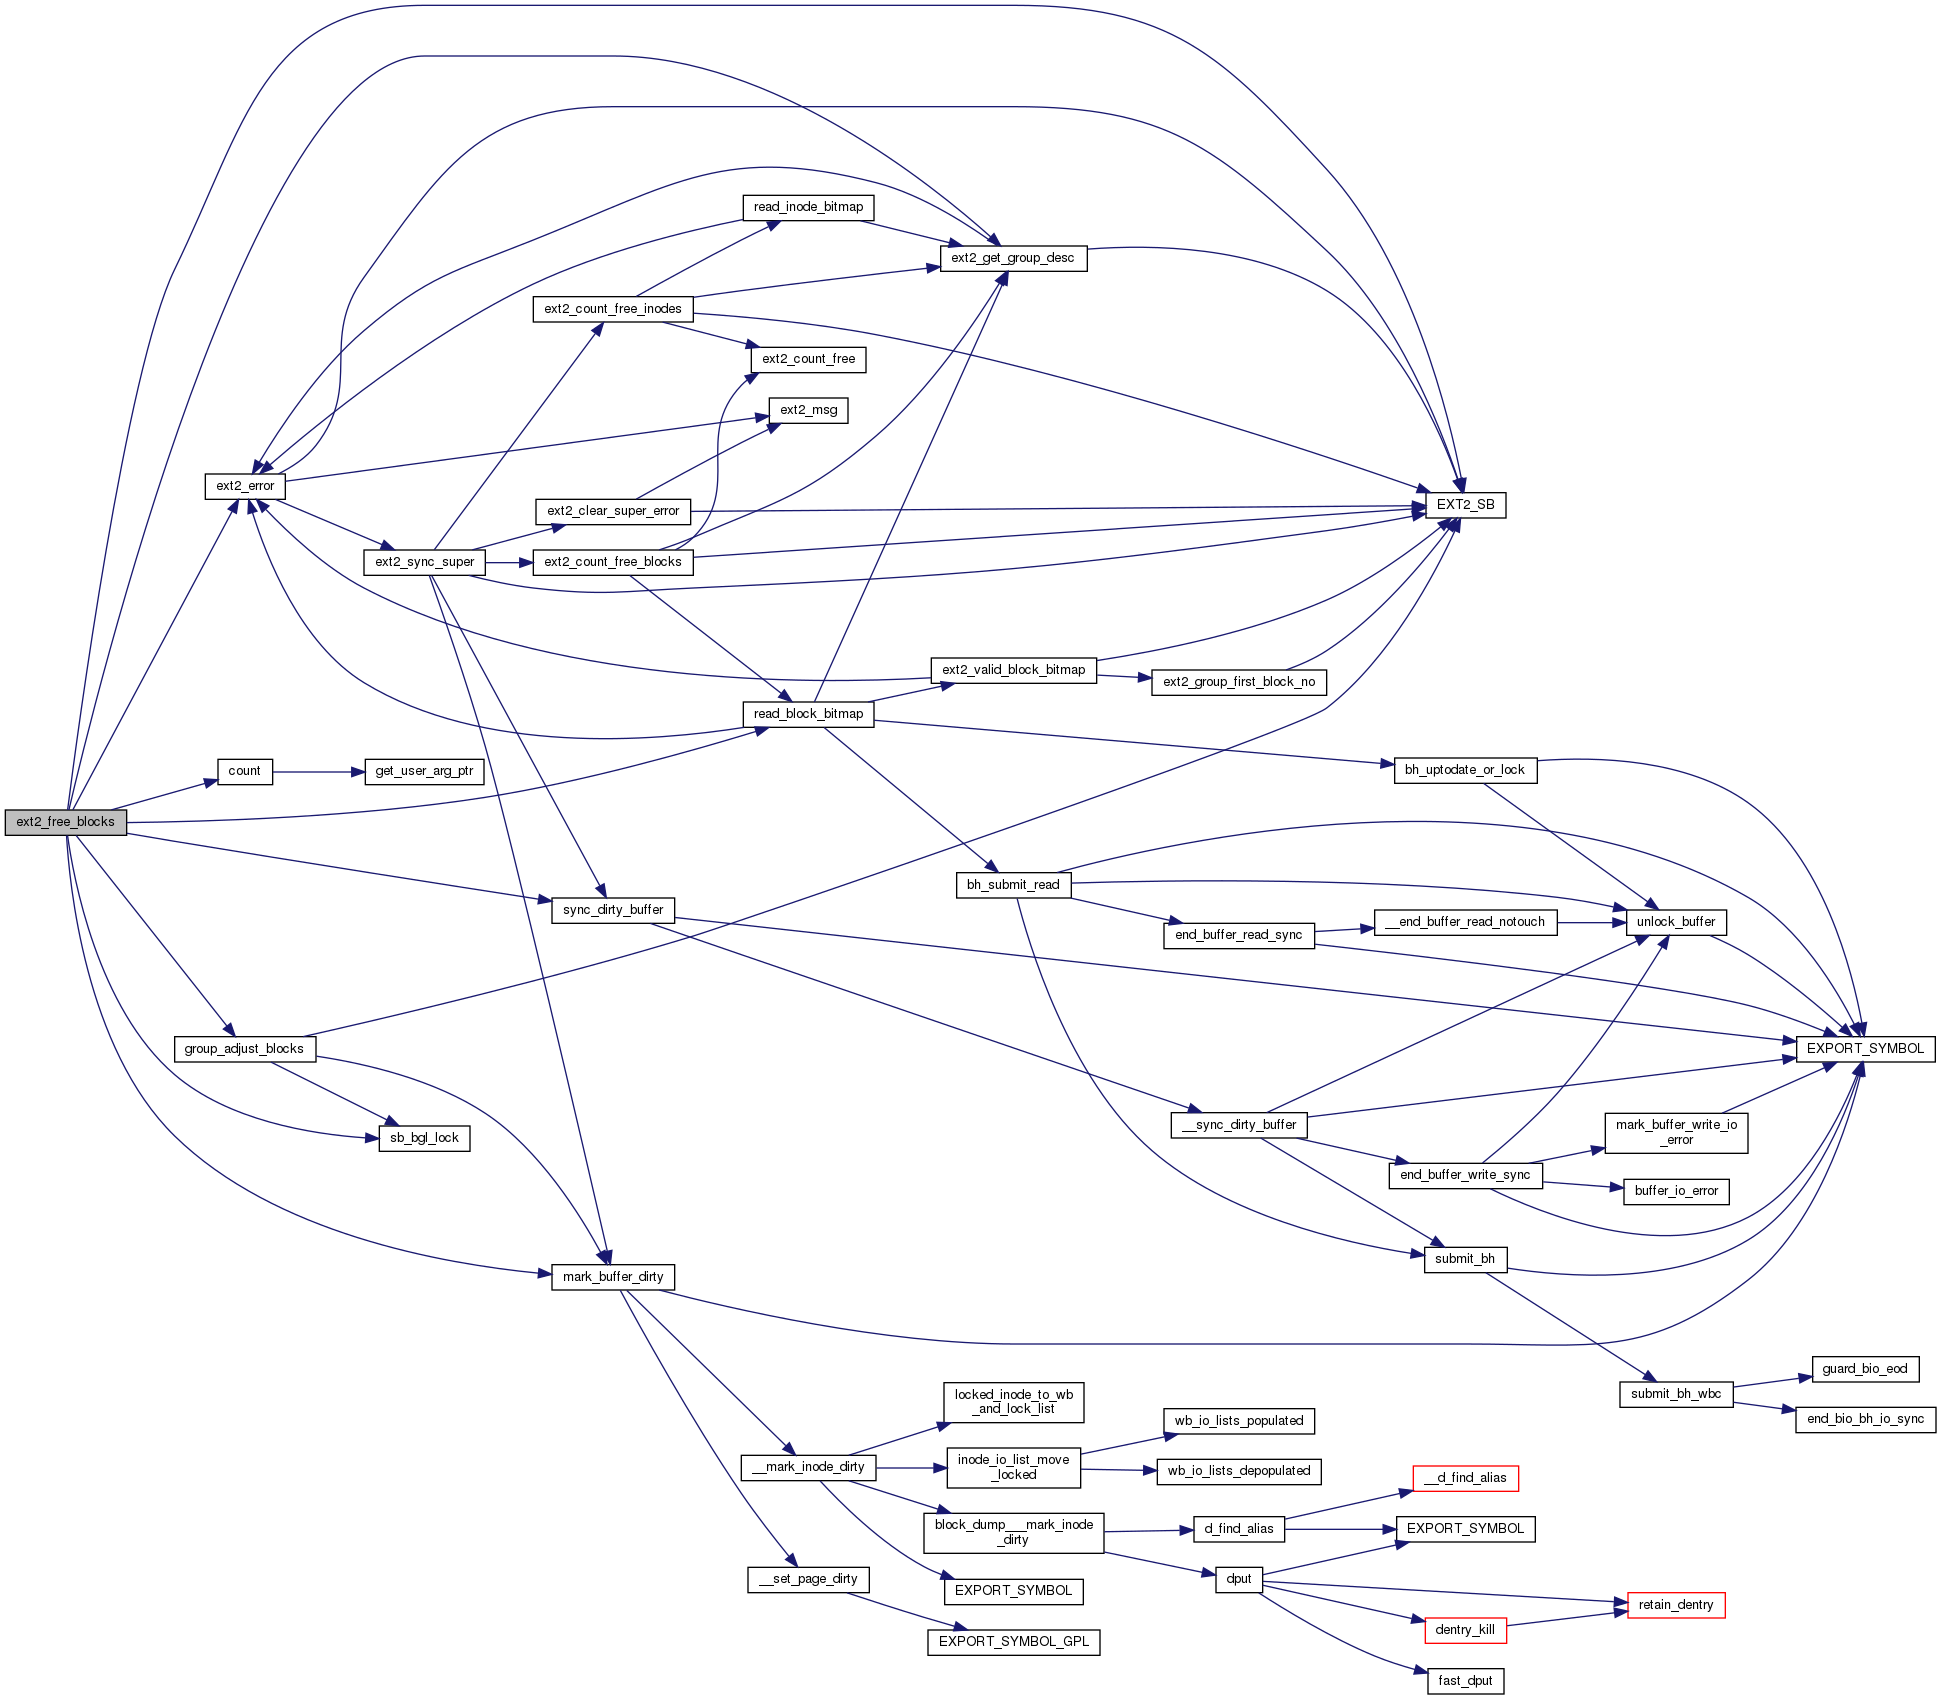 read_inode_bitmap
ext2_get_group_desc
ext2_count_free_inodes
ext2_count_free
ext2_msg
ext2_error
ext2_clear_super_error
EXT2_SB
ext2_sync_super
ext2_count_free_blocks
ext2_valid_block_bitmap
ext2_group_first_block_no
read_block_bitmap
count
get_user_arg_ptr
bh_uptodate_or_lock
ext2_free_blocks
bh_submit_read
sync_dirty_buffer
end_buffer_read_sync
__end_buffer_read_notouch
unlock_buffer
group_adjust_blocks
EXPORT_SYMBOL
sb_bgl_lock
__sync_dirty_buffer
mark_buffer_write_io
_error
end_buffer_write_sync
buffer_io_error
submit_bh
mark_buffer_dirty
guard_bio_eod
submit_bh_wbc
end_bio_bh_io_sync
locked_inode_to_wb
_and_lock_list
wb_io_lists_populated
__mark_inode_dirty
inode_io_list_move
_locked
wb_io_lists_depopulated
__d_find_alias
block_dump___mark_inode
_dirty
d_find_alias
EXPORT_SYMBOL
__set_page_dirty
EXPORT_SYMBOL
dput
retain_dentry
dentry_kill
EXPORT_SYMBOL_GPL
fast_dput